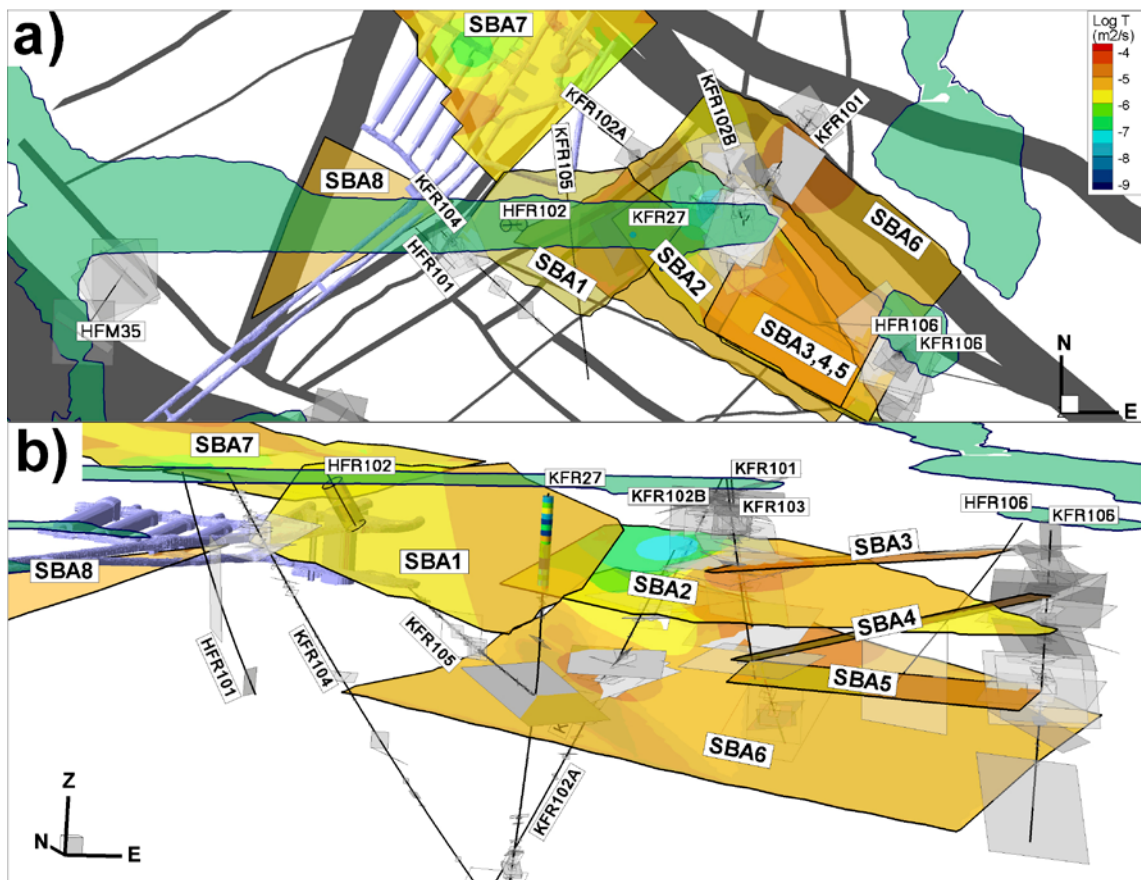 a)
SBA7
Log T
(m2/s)
-4
-5
-6
-7
-8
-9
KFR102A
KFR102B
KFR101
KFR105
SBA8
KFR104
HFR102
KFR27
SBA6
HFR101
SBA1
SBA2
HFM35
HFR106
KFR106
SBA3,4,5
N
E
b)
SBA7
HFR102
KFR27
KFR101
KFR102B
KFR103
HFR106
KFR106
SBA3
SBA8
SBA1
SBA2
SBA4
HFR101
KFR104
KFR105
SBA5
SBA6
KFR102A
Z
N
E